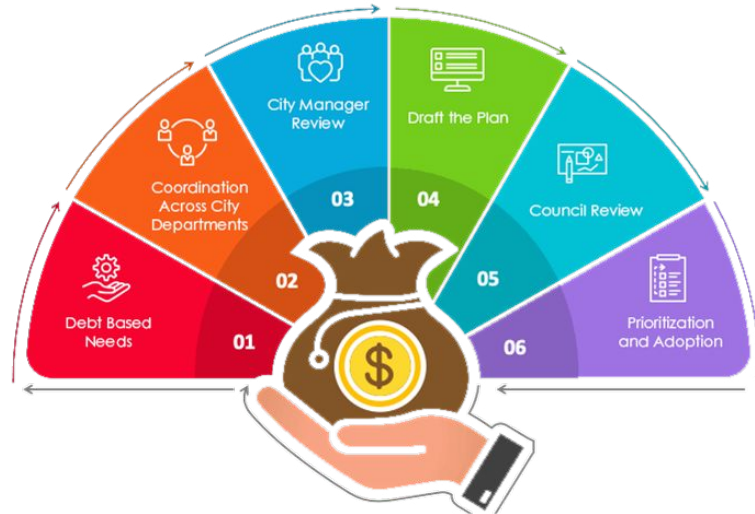 Debt Based
Needs
01
Coordination
Across City
Departments
02
City Manager
Review
03
Draft the Plan
04
Council Review
05
Prioritization
and Adoption
06
$